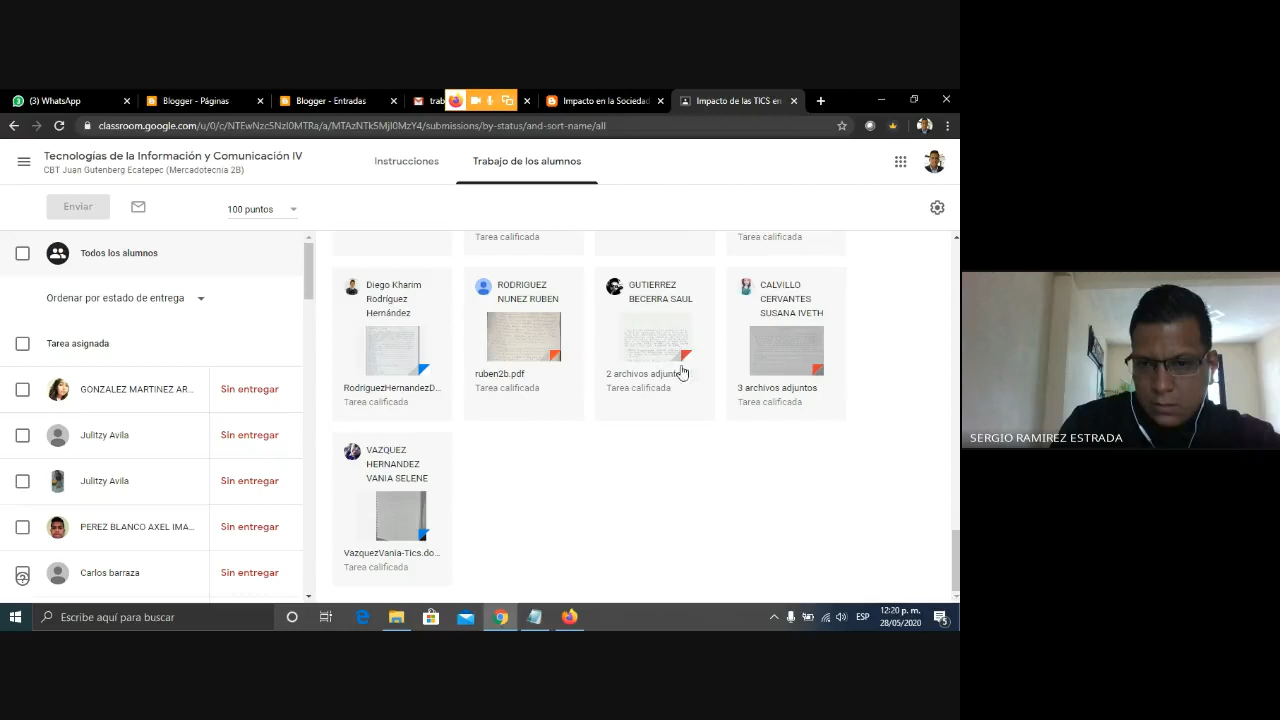 (3) WhatsApp
Blogger - Páginas
Blogger - Entradas
trab
Impacto en la Sociedad
Impacto de las TICS en
classroom.google.com/u/0/c/NTEwNzc5NzI0MTRa/a/MTAzNTk5MjI0MzY4/submissions/by-status/and-sort-name/all
Tecnologías de la Información y Comunicación IV
CBT Juan Gutenberg Ecatepec (Mercadotecnia 2B)
Instrucciones
Trabajo de los alumnos
Enviar
100 puntos
Todos los alumnos
Ordenar por estado de entrega
Tarea asignada
GONZALEZ MARTINEZ AR...
Sin entregar
Julitzy Avila
Sin entregar
Julitzy Avila
Sin entregar
PEREZ BLANCO AXEL IMA...
Sin entregar
Carlos barraza
Sin entregar
Tarea calificada
Tarea calificada
Tarea calificada
Diego Kharim
Rodríguez
Hernández
RodriguezHernandezD...
Tarea calificada
RODRIGUEZ
NUNEZ RUBEN
ruben2b.pdf
Tarea calificada
GUTIERREZ
BECERRA SAUL
2 archivos adjuntos
Tarea calificada
CALVILLO
CERVANTES
SUSANA IVETH
3 archivos adjuntos
Tarea calificada
VAZQUEZ
HERNANDEZ
VANIA SELENE
VazquezVania-Tics.do...
Tarea calificada
SERGIO RAMIREZ ESTRADA
Escribe aquí para buscar
ESP
12:20 p. m.
28/05/2020
5